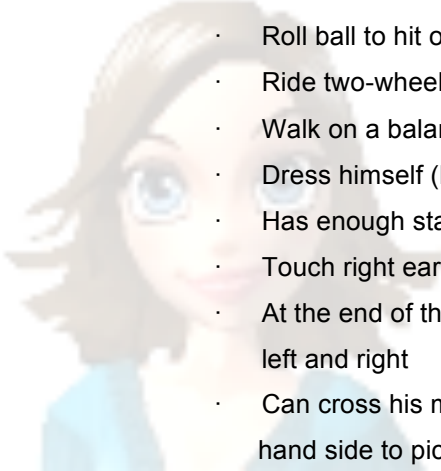 · Roll ball to hit o
· Ride two-wheel
· Walk on a balan
· Dress himself (
· Has enough sta
· Touch right ear
· At the end of th
left and right
· Can cross his m
hand side to pic